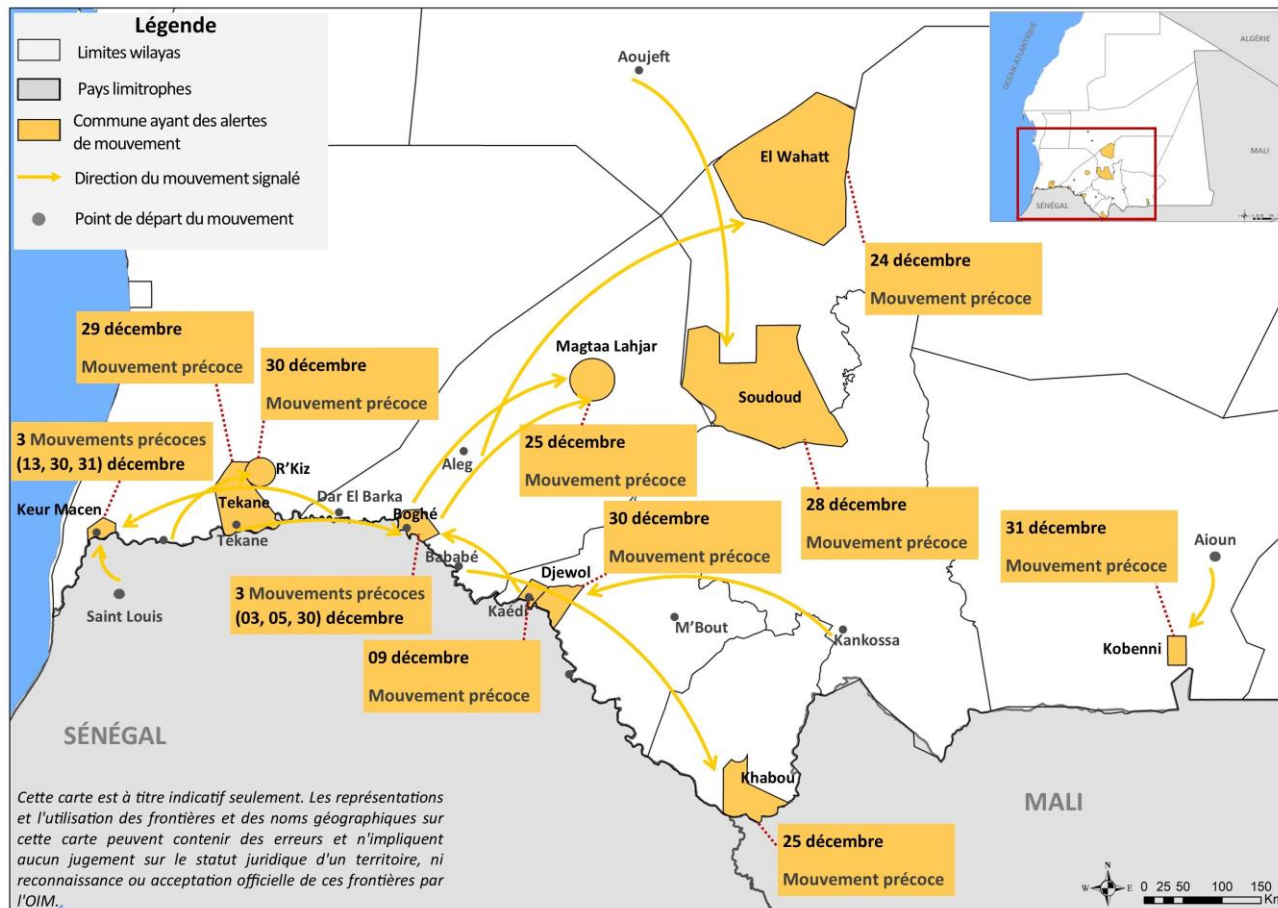 Légende
Limites wilayas
Pays limitrophes
Commune ayant des alertes
de mouvement
Direction du mouvement signalé
Point de départ du mouvement
Aoujeft
El Wahatt
OCÉAN ATLANTIQUE
ALGÉRIE
MALI
SÉNÉGAL
24 décembre
Mouvement précoce
29 décembre
Mouvement précoce
30 décembre
Mouvement précoce
Magtaa Lahjar
Soudoud
3 Mouvements précoces
(13, 30, 31) décembre
25 décembre
Mouvement précoce
Aleg
R'Kiz
Dar El Barka
Keur Macen
Tekane
Tékane
Boghé
28 décembre
Mouvement précoce
30 décembre
Mouvement précoce
31 décembre
Mouvement précoce
Aioun
Bababé
Djewol
3 Mouvements précoces
(03, 05, 30) décembre
Kaédi
Saint Louis
M'Bout
Kankossa
Kobenni
09 décembre
Mouvement précoce
SÉNÉGAL
Khabou
MALI
25 décembre
Mouvement précoce
Cette carte est à titre indicatif seulement. Les représentations
et l'utilisation des frontières et des noms géographiques sur
cette carte peuvent contenir des erreurs et n'impliquent
aucun jugement sur le statut juridique d'un territoire, ni
reconnaissance ou acceptation officielle de ces frontières par
l'OIM.
N
W E
S
0 25 50 100 150
Km